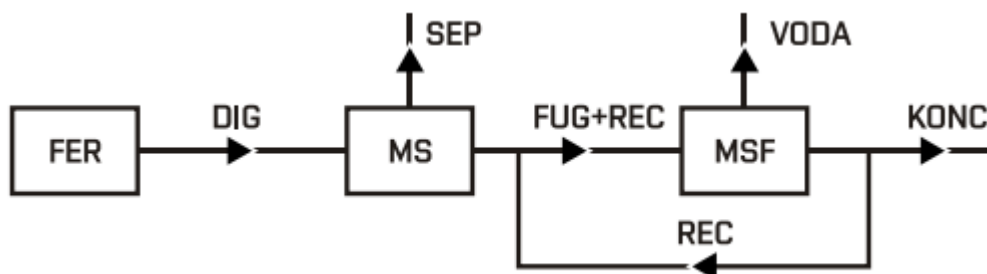 SEP
VODA
DIG
FUG+REC
KONC
FER
MS
MSF
REC